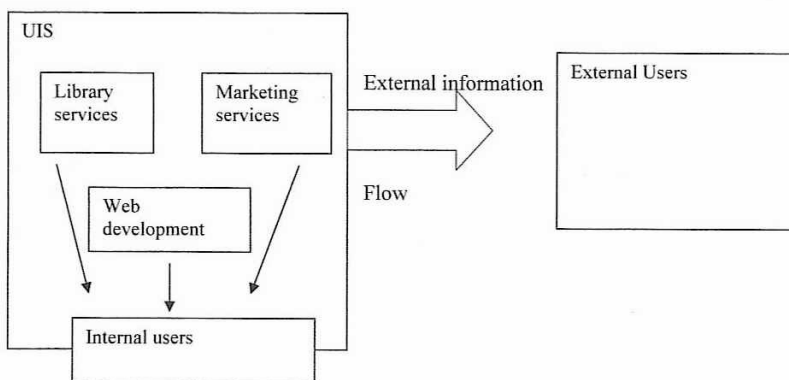 UIS
Library
services
Marketing
services
External information
External Users
Web
development
Flow
Internal users